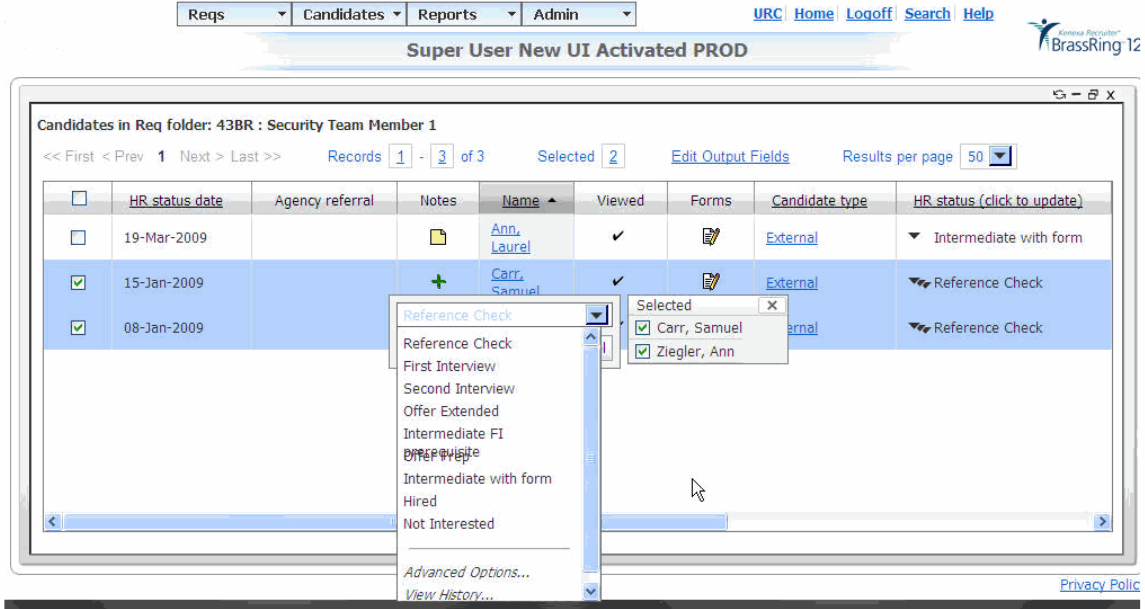 Reqs Candidates Reports Admin URC Home Logoff Search Help
Kenexa Recruiter
BrassRing 12
Super User New UI Activated PROD
Candidates in Req folder: 43BR : Security Team Member 1
<< First < Prev 1 Next > Last >> Records 1 - 3 of 3 Selected 2 Edit Output Fields Results per page 50
HR status date Agency referral Notes Name Viewed Forms Candidate type HR status (click to update)
19-Mar-2009 Ann, Laurel External Intermediate with form
15-Jan-2009 Carr, Samuel External Reference Check
08-Jan-2009 Reference Check
Reference Check
Reference Check
First Interview
Second Interview
Offer Extended
Intermediate FI
prerequisite
Offer Prep
Intermediate with form
Hired
Not Interested
Advanced Options...
View History...
Selected X
Carr, Samuel
Ziegler, Ann
Privacy Polic